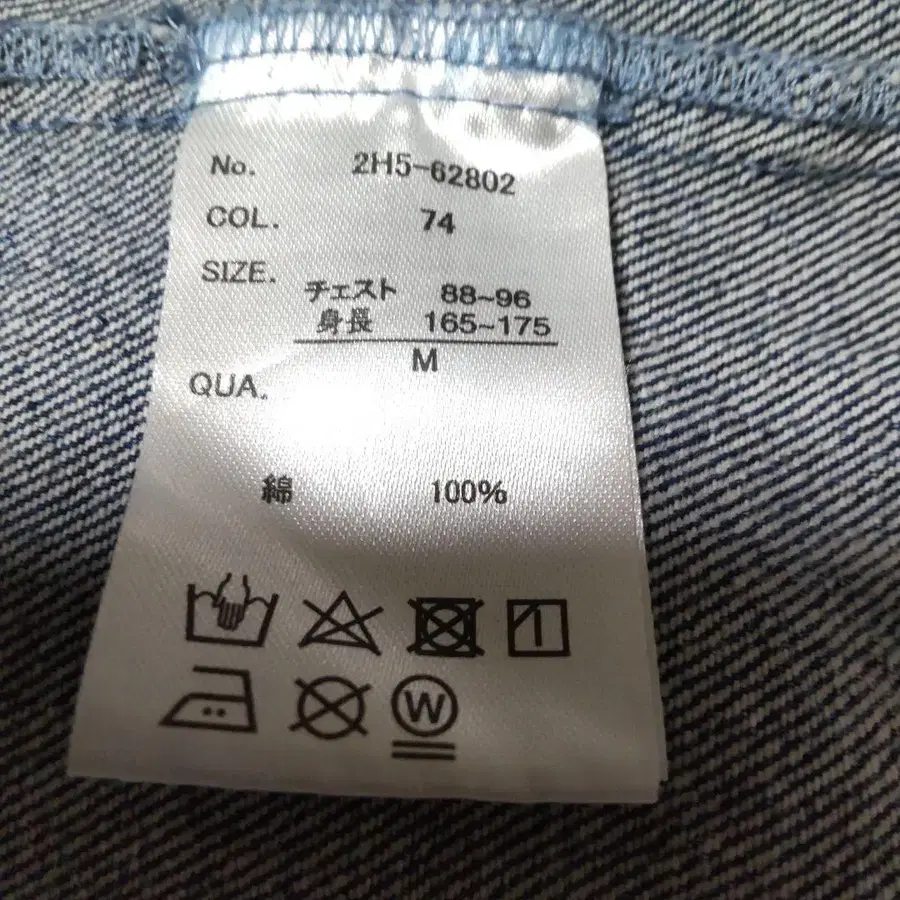 No. 2H5-62802
COL. 74
SIZE.
チェスト 88~96
身長 165~175
M
QUA.
綿 100%
W